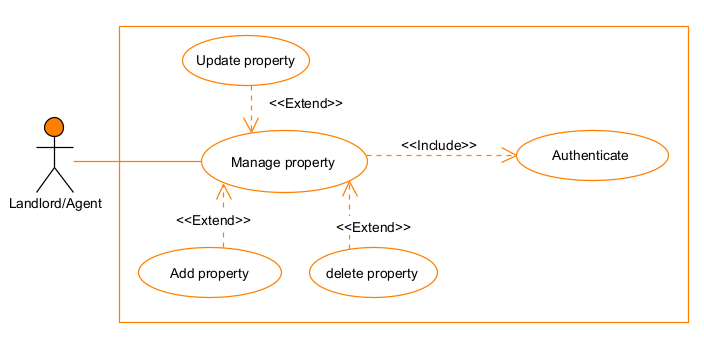 Update property
<<Extend>>
<<Include>>
Manage property
Authenticate
Landlord/Agent
<<Extend>>
<<Extend>>
Add property
delete property